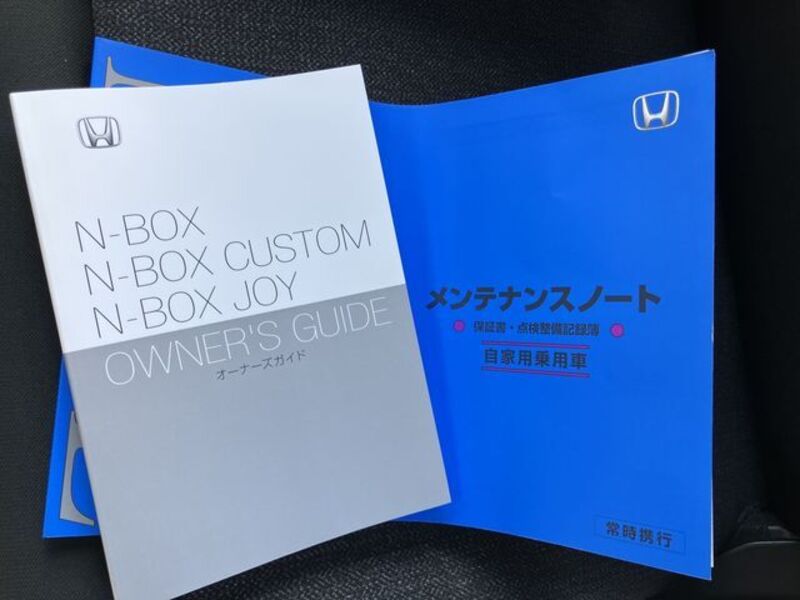 N-BOX
N-BOX CUSTOM
N-BOX JOY
OWNER'S GUIDE
オーナーズガイド
メンテナンスノート
保証書・点検整備記録簿
自家用乗用車
常時携行